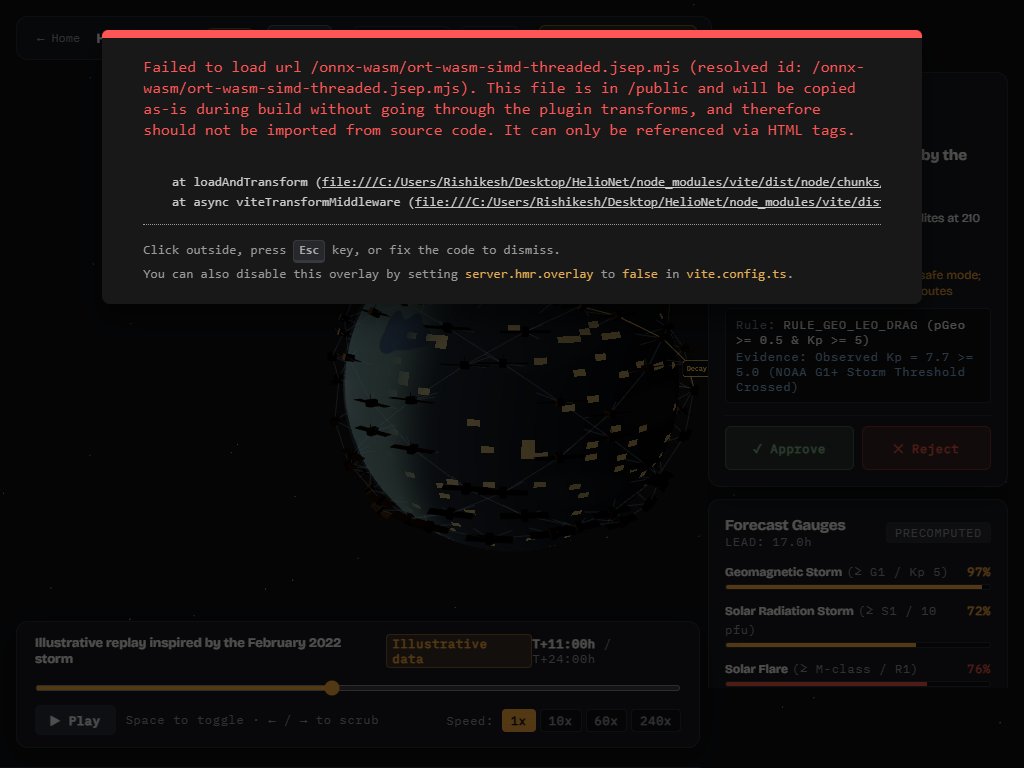 ← Home
Failed to load url /onnx-wasm/ort-wasm-simd-threaded.jsep.mjs (resolved id: /onnx-
wasm/ort-wasm-simd-threaded.jsep.mjs). This file is in /public and will be copied
as-is during build without going through the plugin transforms, and therefore
should not be imported from source code. It can only be referenced via HTML tags.
at loadAndTransform (file:///C:/Users/Rishikesh/Desktop/HelioNet/node_modules/vite/dist/node/chunks
at async viteTransformMiddleware (file:///C:/Users/Rishikesh/Desktop/HelioNet/node_modules/vite/dis
Click outside, press Esc key, or fix the code to dismiss.
You can also disable this overlay by setting server.hmr.overlay to false in vite.config.ts.
by the
lites at 210
safe mode;
outes
Rule: RULE_GEO_LEO_DRAG (pGeo
>= 0.5 & Kp >= 5)
Evidence: Observed Kp = 7.7 >=
5.0 (NOAA G1+ Storm Threshold
Crossed)
Decay
✓ Approve
✕ Reject
Forecast Gauges
LEAD: 17.0h
PRECOMPUTED
Geomagnetic Storm (≥ G1 / Kp 5) 97%
Solar Radiation Storm (≥ S1 / 10 72%
pfu)
Solar Flare (≥ M-class / R1) 76%
Illustrative replay inspired by the February 2022
storm
Illustrative
data
T+11:00h /
T+24:00h
▶ Play
Space to toggle · ← / → to scrub
Speed: 1x 10x 60x 240x